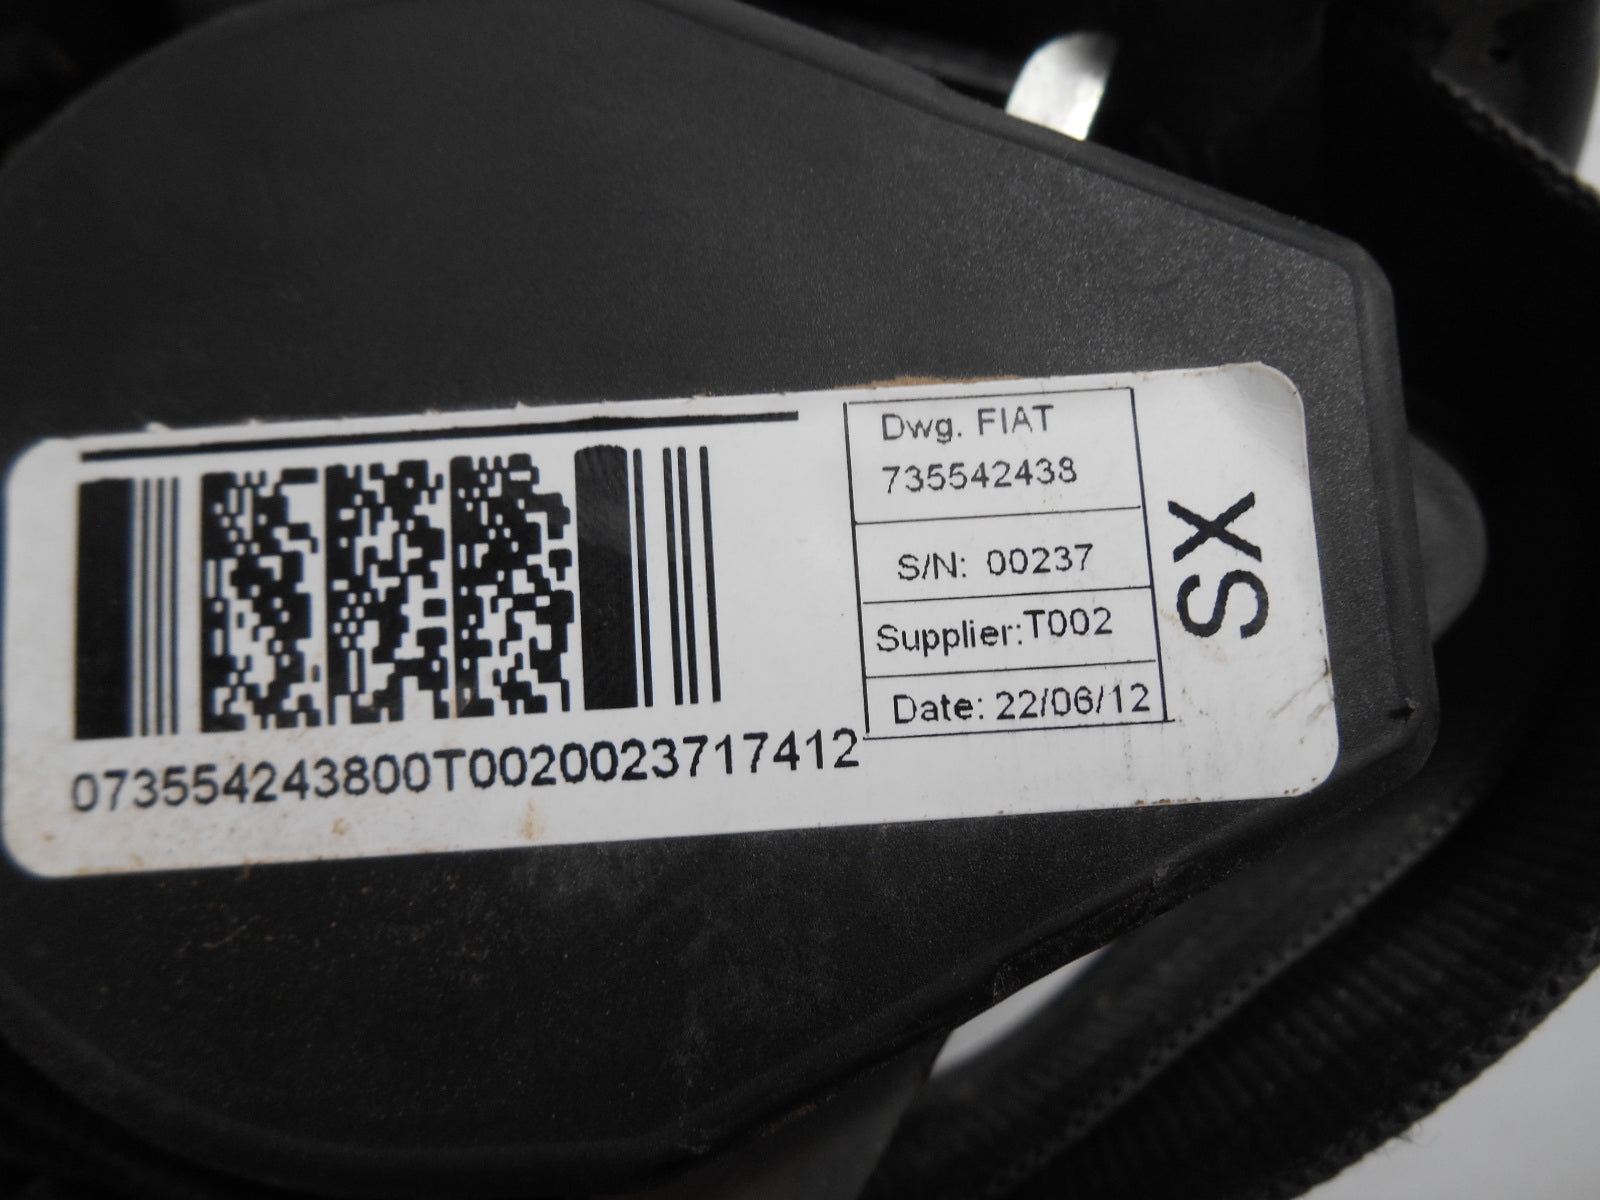 Dwg. FIAT
735542438
S/N: 00237
Supplier: T002
Date: 22/06/12
SX
073554243800T0020023717412